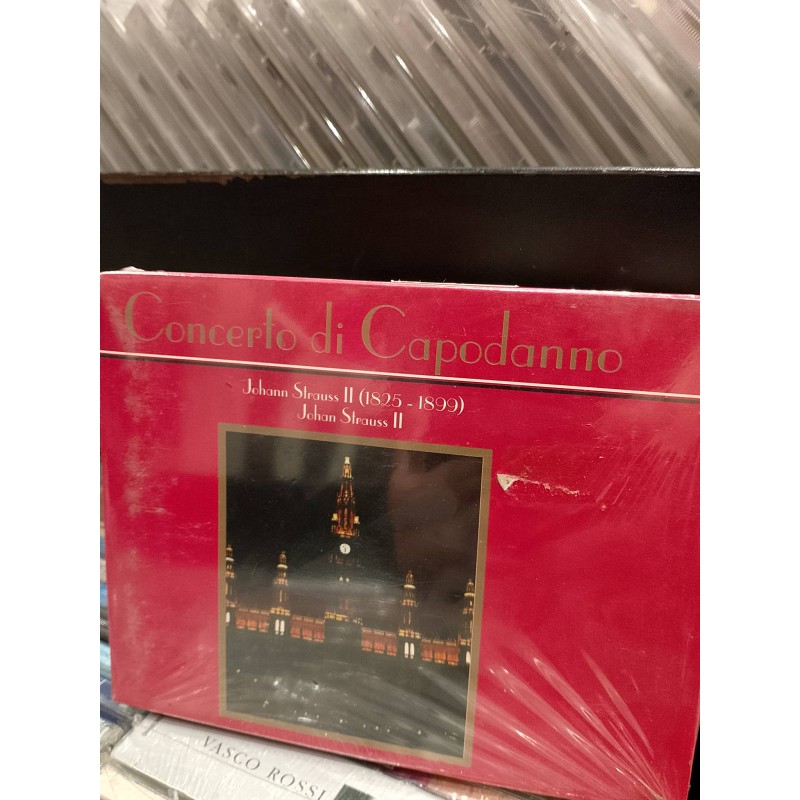 Concerto di Capodanno
Johann Strauss II (1825 - 1899)
Johan Strauss II
VASCO ROSSI